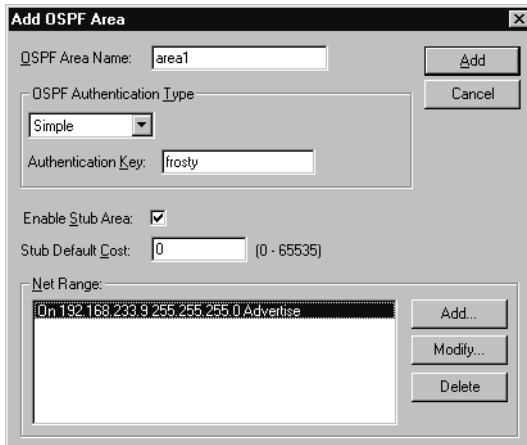 Add OSPF Area
OSPF Area Name: area1
Add
Cancel
OSPF Authentication Type
Simple
Authentication Key: frosty
Enable Stub Area:
Stub Default Cost: 0 (0 - 65535)
Net Range:
On 192.168.233.9 255.255.255.0 Advertise
Add...
Modify...
Delete